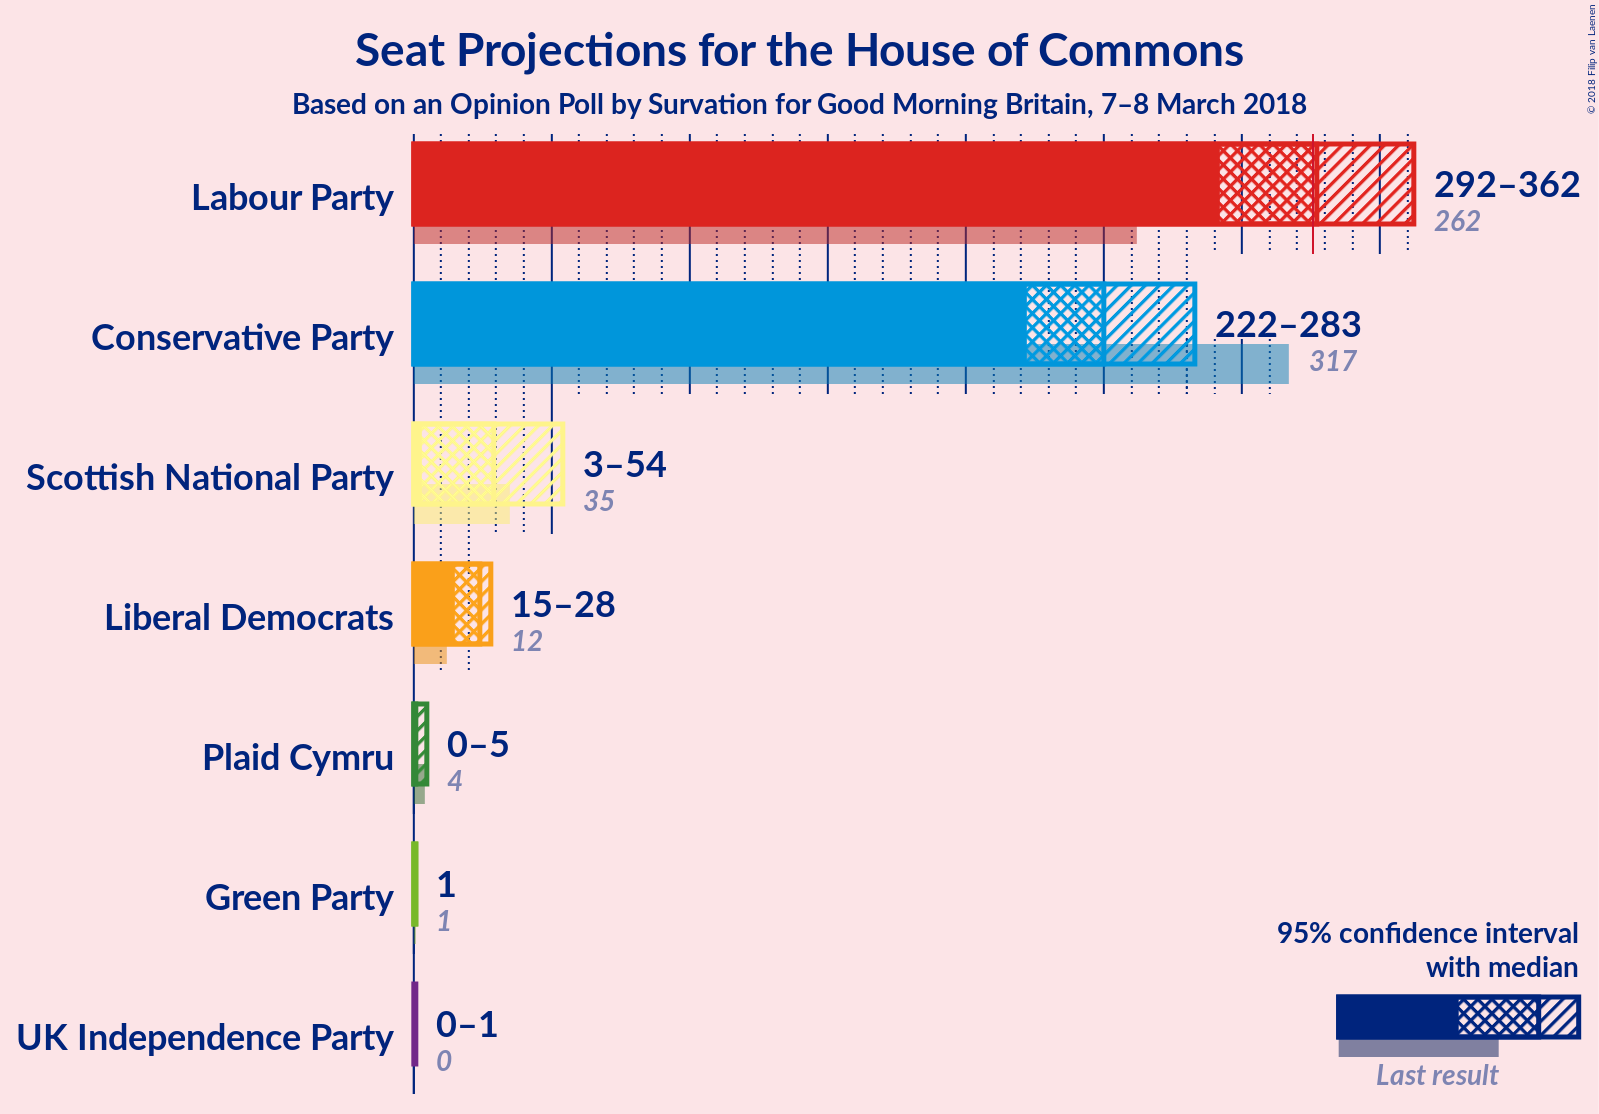 Seat Projections for the House of Commons
Based on an Opinion Poll by Survation for Good Morning Britain, 7–8 March 2018
© 2018 Filip van Laenen
Labour Party
292–362
262
Conservative Party
222–283
317
Scottish National Party
3–54
35
Liberal Democrats
15–28
12
Plaid Cymru
0–5
4
Green Party
1
1
UK Independence Party
0–1
0
95% confidence interval
with median
Last result